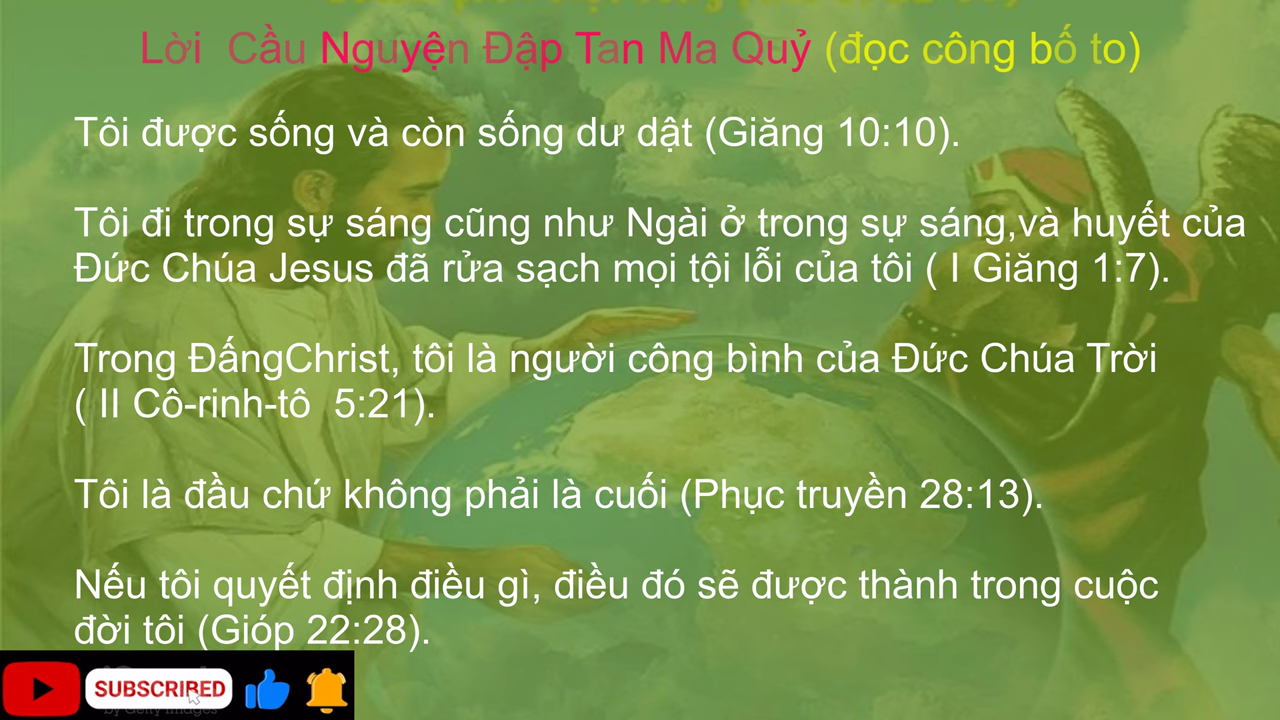 Lời Cầu Nguyện Đập Tan Ma Quỷ (đọc công bố to)
Tôi được sống và còn sống dư dật (Giăng 10:10).
Tôi đi trong sự sáng cũng như Ngài ở trong sự sáng,và huyết của
Đức Chúa Jesus đã rửa sạch mọi tội lỗi của tôi ( I Giăng 1:7).
Trong ĐấngChrist, tôi là người công bình của Đức Chúa Trời
( II Cô-rinh-tô 5:21).
Tôi là đầu chứ không phải là cuối (Phục truyền 28:13).
Nếu tôi quyết định điều gì, điều đó sẽ được thành trong cuộc
đời tôi (Gióp 22:28).
SUBSCRIBED
by Getty Images